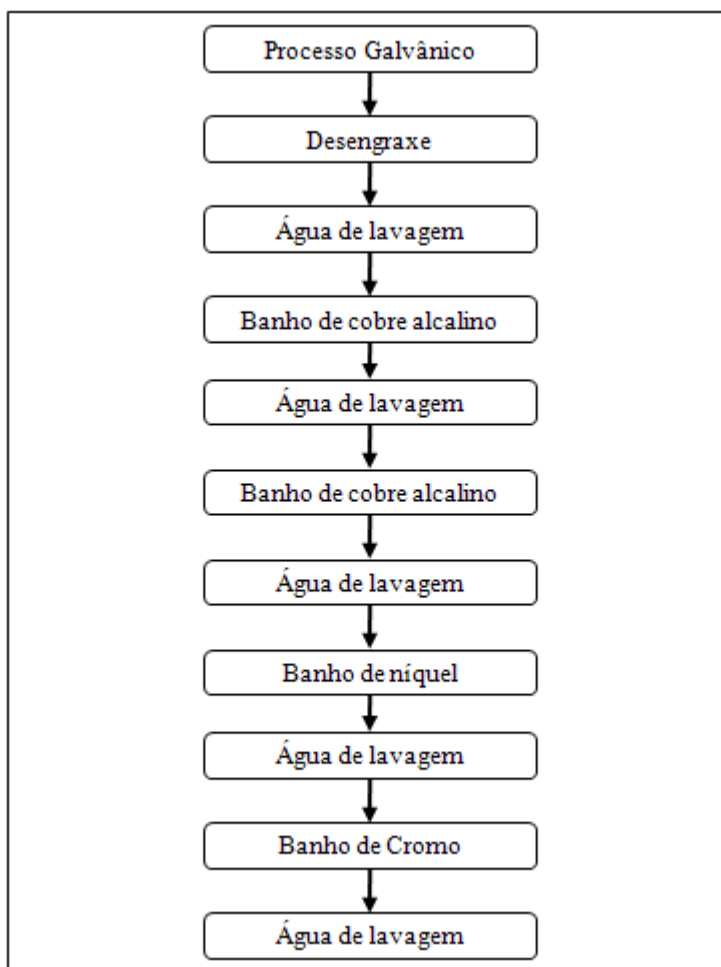 Processo Galvânico
Desengraxe
Água de lavagem
Banho de cobre alcalino
Água de lavagem
Banho de cobre alcalino
Água de lavagem
Banho de níquel
Água de lavagem
Banho de Cromo
Água de lavagem